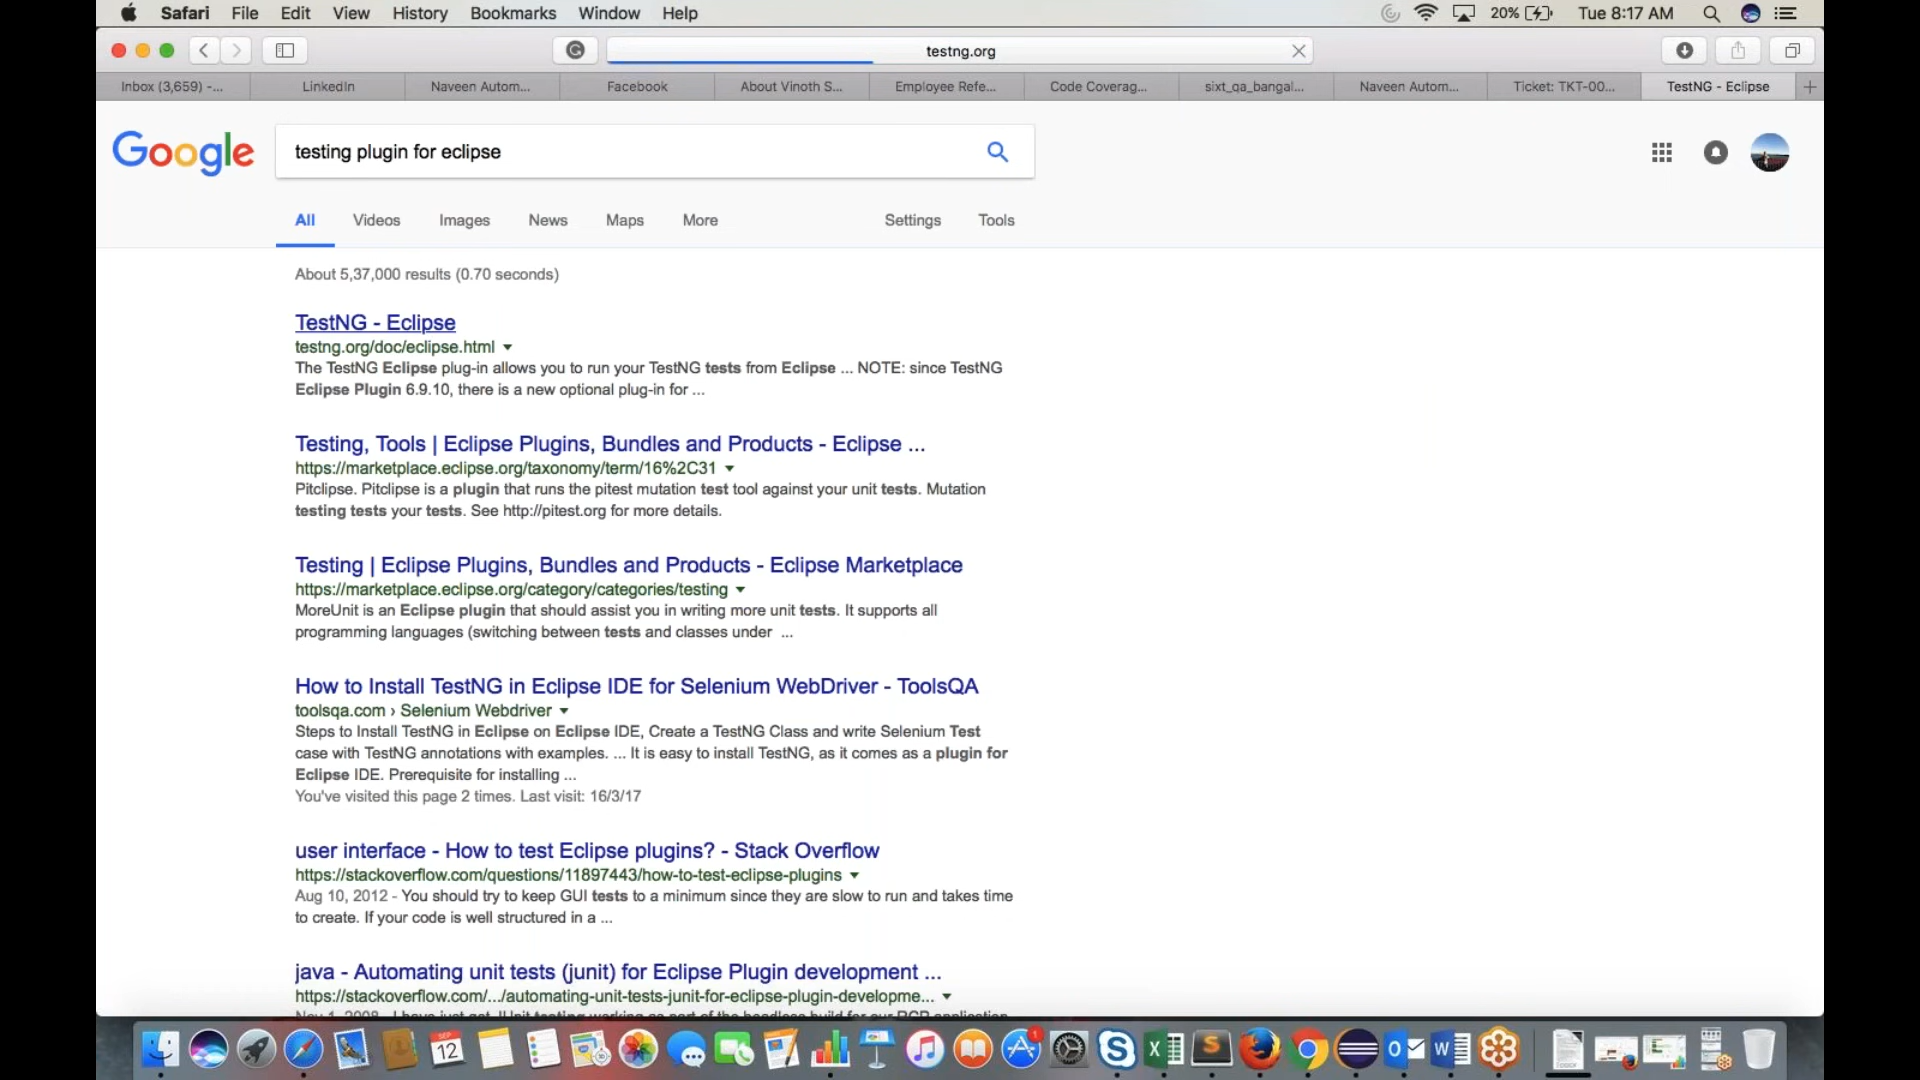 Safari File Edit View History Bookmarks Window Help 20% Tue 8:17 AM
testng.org
Inbox (3,659) -... LinkedIn Naveen Autom... Facebook About Vinoth S... Employee Refe... Code Coverag... sixt_qa_bangal... Naveen Autom... Ticket: TKT-00... TestNG - Eclipse
Google testing plugin for eclipse
All Videos Images News Maps More Settings Tools
About 5,37,000 results (0.70 seconds)
TestNG - Eclipse
testng.org/doc/eclipse.html
The TestNG Eclipse plug-in allows you to run your TestNG tests from Eclipse ... NOTE: since TestNG
Eclipse Plugin 6.9.10, there is a new optional plug-in for ...
Testing, Tools | Eclipse Plugins, Bundles and Products - Eclipse ...
https://marketplace.eclipse.org/taxonomy/term/16%2C31
Pitclipse. Pitclipse is a plugin that runs the pitest mutation test tool against your unit tests. Mutation
testing tests your tests. See http://pitest.org for more details.
Testing | Eclipse Plugins, Bundles and Products - Eclipse Marketplace
https://marketplace.eclipse.org/category/categories/testing
MoreUnit is an Eclipse plugin that should assist you in writing more unit tests. It supports all
programming languages (switching between tests and classes under ...
How to Install TestNG in Eclipse IDE for Selenium WebDriver - ToolsQA
toolsqa.com › Selenium Webdriver
Steps to Install TestNG in Eclipse on Eclipse IDE, Create a TestNG Class and write Selenium Test
case with TestNG annotations with examples. ... It is easy to install TestNG, as it comes as a plugin for
Eclipse IDE. Prerequisite for installing ...
You've visited this page 2 times. Last visit: 16/3/17
user interface - How to test Eclipse plugins? - Stack Overflow
https://stackoverflow.com/questions/11897443/how-to-test-eclipse-plugins
Aug 10, 2012 - You should try to keep GUI tests to a minimum since they are slow to run and takes time
to create. If your code is well structured in a ...
java - Automating unit tests (junit) for Eclipse Plugin development ...
https://stackoverflow.com/.../automating-unit-tests-junit-for-eclipse-plugin-developme...
SEP
12
1